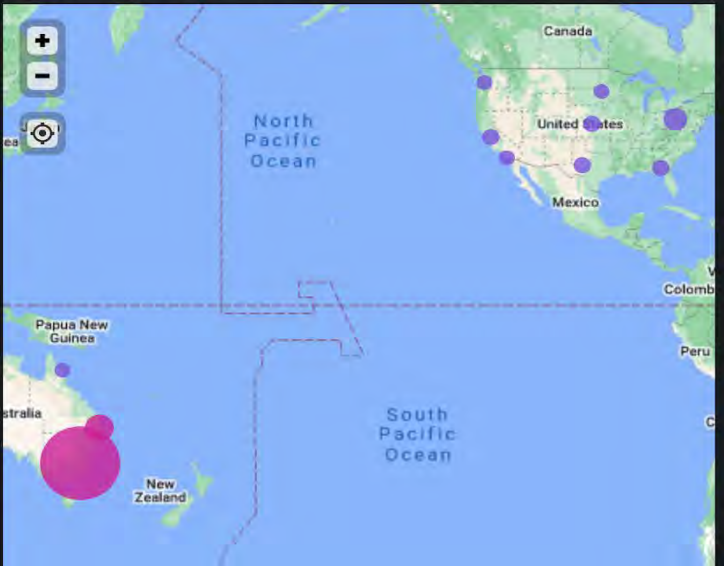 +
−
Canada
United States
North
Pacific
Ocean
Mexico
Colomb
Papua New
Guinea
Peru
stralia
South
Pacific
Ocean
New
Zealand